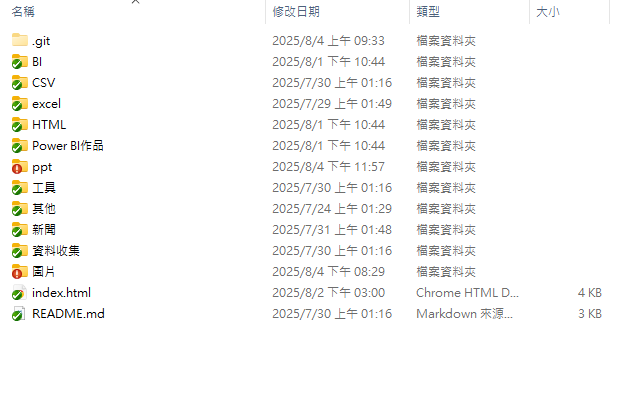 名稱 修改日期 類型 大小
.git 2025/8/4 上午 09:33 檔案資料夾
BI 2025/8/1 下午 10:44 檔案資料夾
CSV 2025/7/30 上午 01:16 檔案資料夾
excel 2025/7/29 上午 01:49 檔案資料夾
HTML 2025/8/1 下午 10:44 檔案資料夾
Power BI作品 2025/8/1 下午 10:44 檔案資料夾
ppt 2025/8/4 下午 11:57 檔案資料夾
工具 2025/7/30 上午 01:16 檔案資料夾
其他 2025/7/24 上午 01:29 檔案資料夾
新聞 2025/7/31 上午 01:48 檔案資料夾
資料收集 2025/7/30 上午 01:16 檔案資料夾
圖片 2025/8/4 下午 08:29 檔案資料夾
index.html 2025/8/2 下午 03:00 Chrome HTML D... 4 KB
README.md 2025/7/30 上午 01:16 Markdown 來源... 3 KB